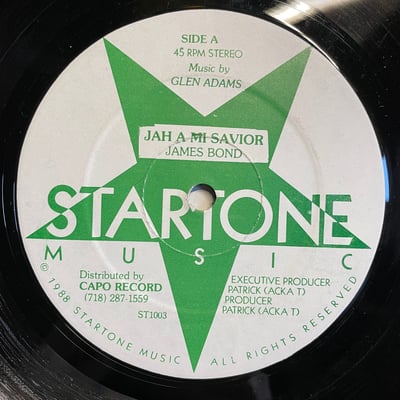 SIDE A
45 RPM STEREO
Music by
GLEN ADAMS
JAH A MI SAVIOR
JAMES BOND
STARTONE
MUSIC
Distributed by
CAPO RECORD
(718) 287-1559
ST1003
EXECUTIVE PRODUCER
PATRICK (ACKA T)
PRODUCER
PATRICK (ACKA T)
© 1988 STARTONE MUSIC ALL RIGHTS RESERVED